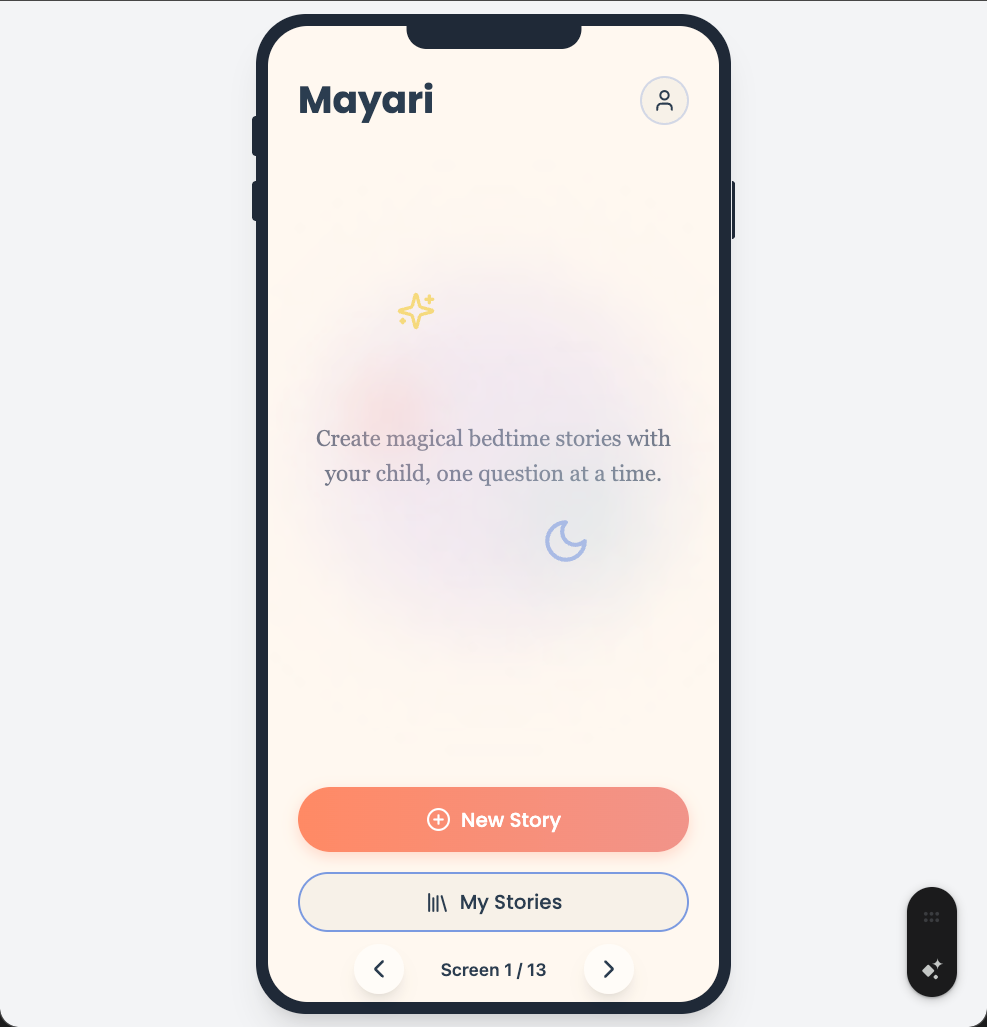 Mayari
Create magical bedtime stories with
your child, one question at a time.
New Story
My Stories
Screen 1 / 13